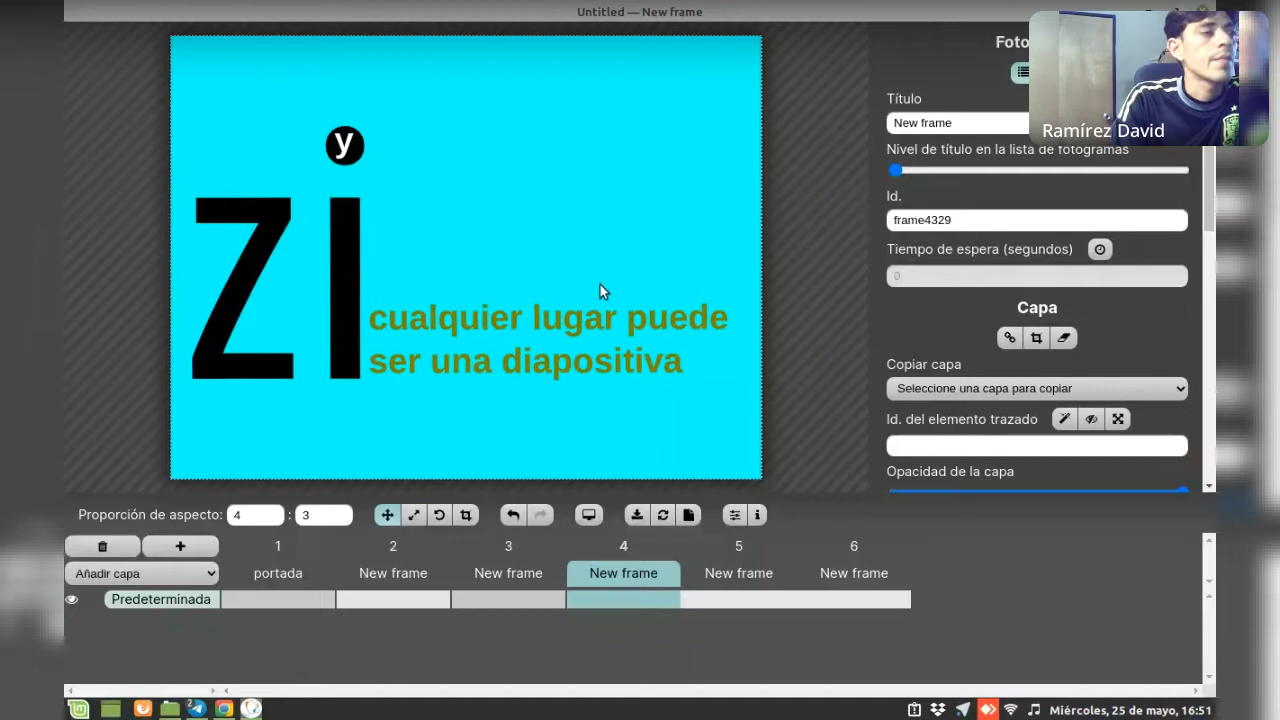 Untitled — New frame
Ramírez David
y
ZI
cualquier lugar puede
ser una diapositiva
Título
New frame
Nivel de título en la lista de fotogramas
Id.
frame4329
Tiempo de espera (segundos)
0
Capa
Copiar capa
Seleccione una capa para copiar
Id. del elemento trazado
Opacidad de la capa
Proporción de aspecto: 4 : 3
1 2 3 4 5 6
Añadir capa portada New frame New frame New frame New frame New frame
Predeterminada
2
Miércoles, 25 de mayo, 16:51